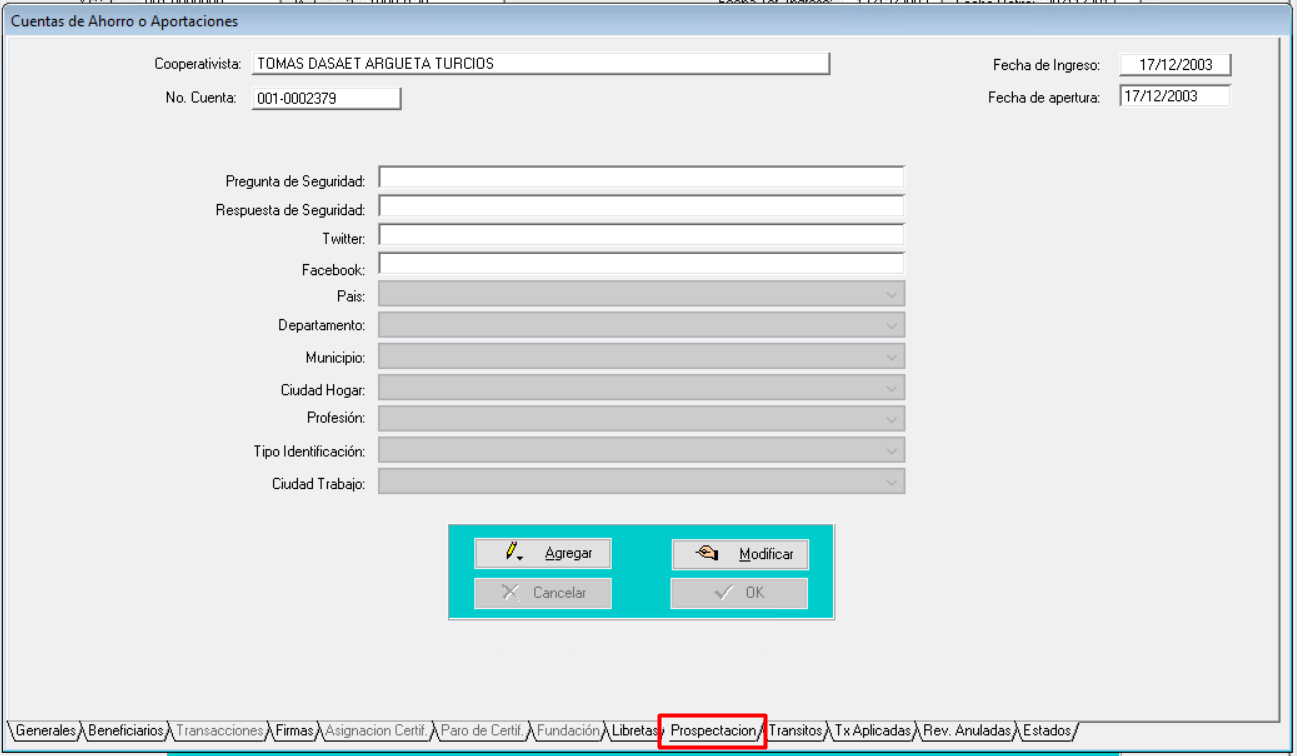 Cuentas de Ahorro o Aportaciones
Cooperativista: TOMAS DASAET ARGUETA TURCIOS Fecha de Ingreso: 17/12/2003
No. Cuenta: 001-0002379 Fecha de apertura: 17/12/2003
Pregunta de Seguridad:
Respuesta de Seguridad:
Twitter:
Facebook:
Pais:
Departamento:
Municipio:
Ciudad Hogar:
Profesión:
Tipo Identificación:
Ciudad Trabajo:
Agregar Modificar
Cancelar OK
Generales Beneficiarios Transacciones Firmas Asignacion Certif. Paro de Certif. Fundación Libretas Prospectacion Transitos Tx Aplicadas Rev. Anuladas Estados